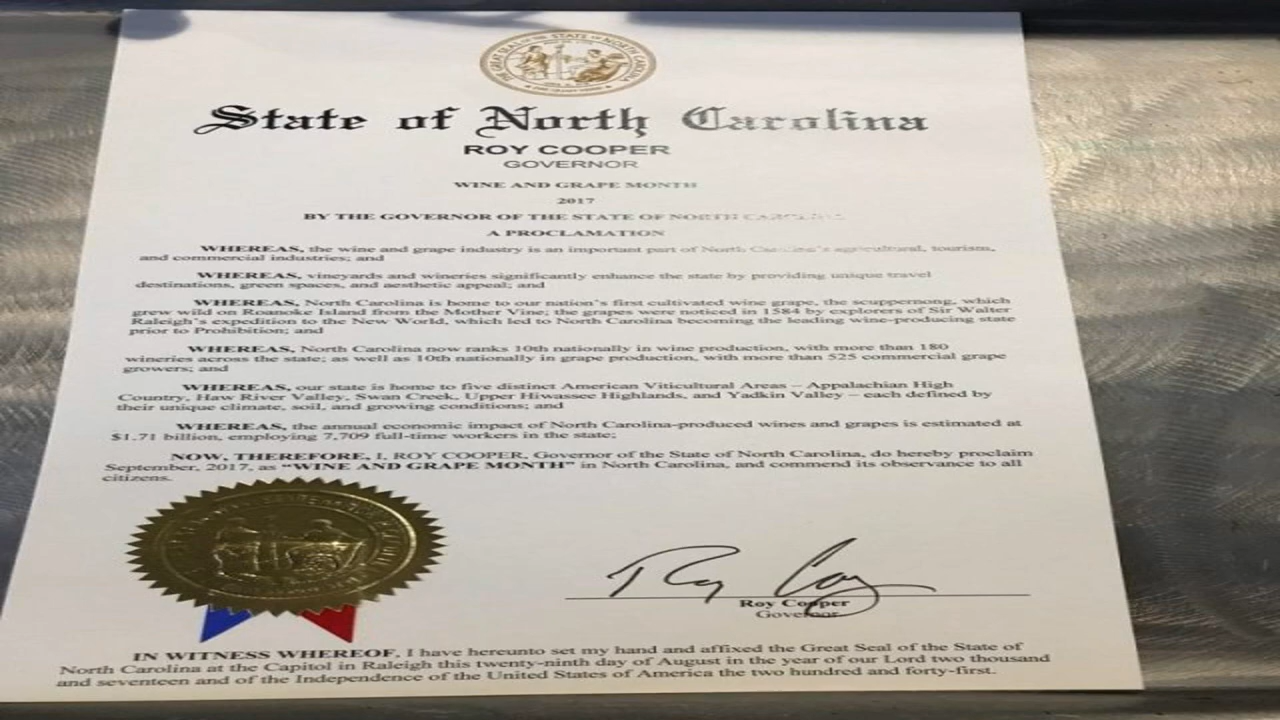 THE GREAT SEAL OF THE STATE OF NORTH CAROLINA
State of North Carolina
ROY COOPER
GOVERNOR
WINE AND GRAPE MONTH
2017
BY THE GOVERNOR OF THE STATE OF NORTH CAROLINA
A PROCLAMATION
WHEREAS, the wine and grape industry is an important part of North Carolina's agricultural, tourism,
and commercial industries; and
WHEREAS, vineyards and wineries significantly enhance the state by providing unique travel
destinations, green spaces, and aesthetic appeal; and
WHEREAS, North Carolina is home to our nation's first cultivated wine grape, the scuppernong, which
grew wild on Roanoke Island from the Mother Vine; the grapes were noticed in 1584 by explorers of Sir Walter
Raleigh's expedition to the New World, which led to North Carolina becoming the leading wine-producing state
prior to Prohibition; and
WHEREAS, North Carolina now ranks 10th nationally in wine production, with more than 180
wineries across the state; as well as 10th nationally in grape production, with more than 525 commercial grape
growers; and
WHEREAS, our state is home to five distinct American Viticultural Areas – Appalachian High
Country, Haw River Valley, Swan Creek, Upper Hiwassee Highlands, and Yadkin Valley – each defined by
their unique climate, soil, and growing conditions; and
WHEREAS, the annual economic impact of North Carolina-produced wines and grapes is estimated at
$1.71 billion, employing 7,709 full-time workers in the state;
NOW, THEREFORE, I, ROY COOPER, Governor of the State of North Carolina, do hereby proclaim
September, 2017, as "WINE AND GRAPE MONTH" in North Carolina, and commend its observance to all
citizens.
Roy Cooper
Roy Cooper
Governor
IN WITNESS WHEREOF, I have hereunto set my hand and affixed the Great Seal of the State of
North Carolina at the Capitol in Raleigh this twenty-ninth day of August in the year of our Lord two thousand
and seventeen and of the Independence of the United States of America the two hundred and forty-first.